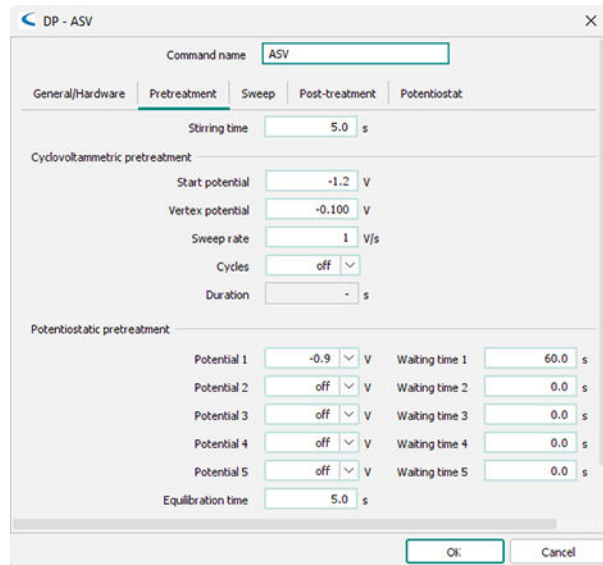 DP - ASV
Command name ASV
General/Hardware Pretreatment Sweep Post-treatment Potentiostat
Stirring time 5.0 s
Cyclovoltammetric pretreatment
Start potential -1.2 V
Vertex potential -0.100 V
Sweep rate 1 V/s
Cycles off
Duration - s
Potentiostatic pretreatment
Potential 1 -0.9 V Waiting time 1 60.0 s
Potential 2 off V Waiting time 2 0.0 s
Potential 3 off V Waiting time 3 0.0 s
Potential 4 off V Waiting time 4 0.0 s
Potential 5 off V Waiting time 5 0.0 s
Equilibration time 5.0 s
OK Cancel